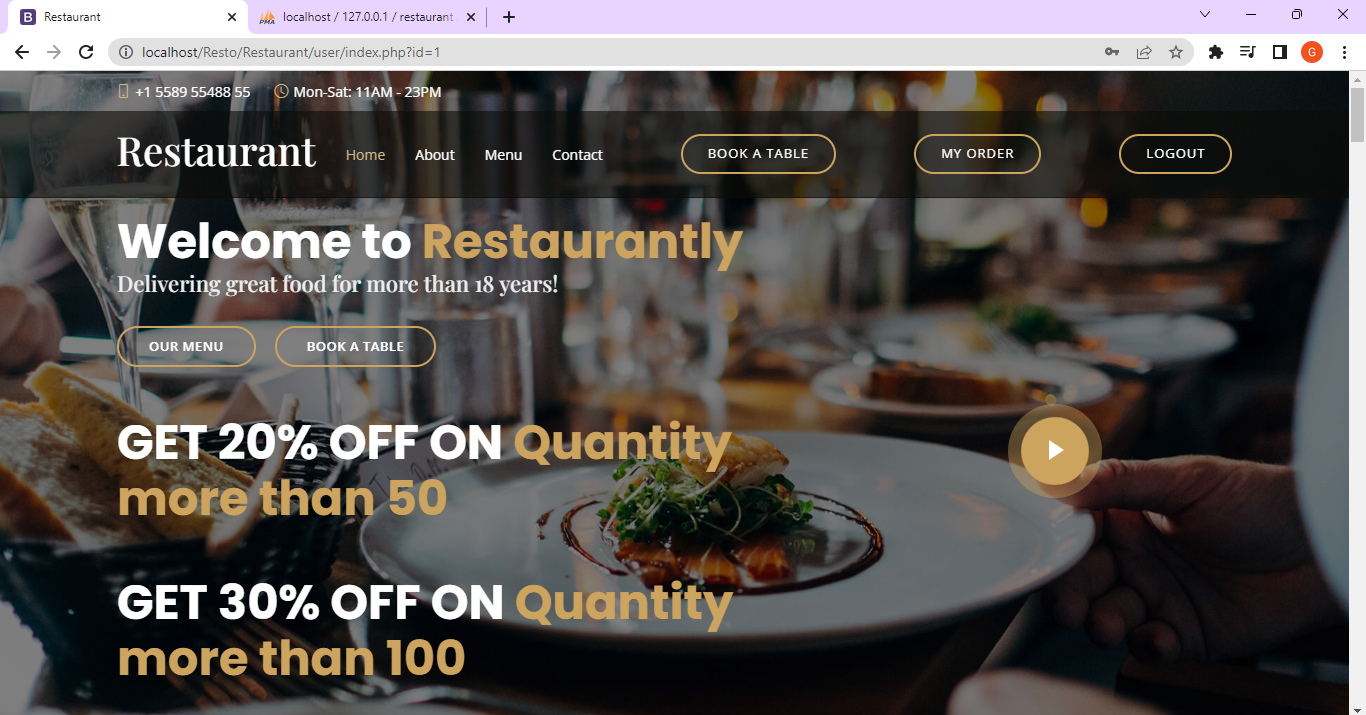 Restaurant
localhost / 127.0.0.1 / restaurant
localhost/Resto/Restaurant/user/index.php?id=1
G
+1 5589 55488 55
Mon-Sat: 11AM - 23PM
Restaurant
Home
About
Menu
Contact
BOOK A TABLE
MY ORDER
LOGOUT
Welcome to Restaurantly
Delivering great food for more than 18 years!
OUR MENU
BOOK A TABLE
GET 20% OFF ON Quantity
more than 50
GET 30% OFF ON Quantity
more than 100